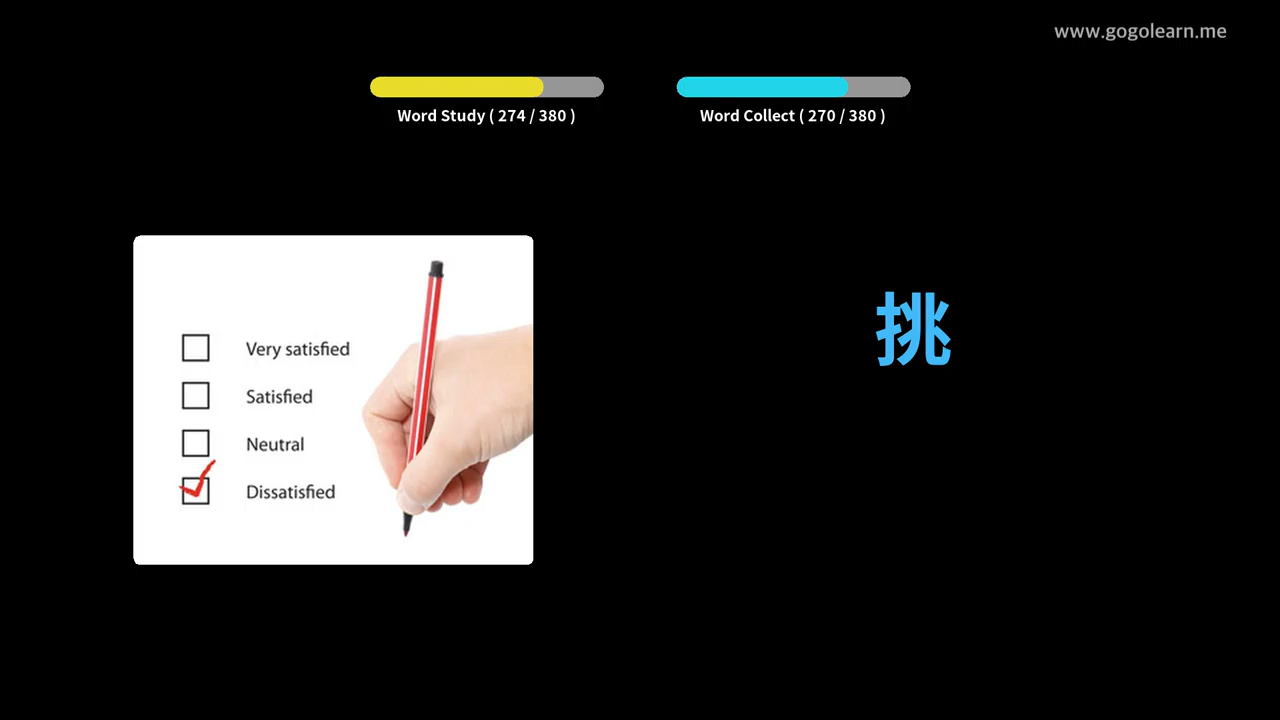 www.gogolearn.me
Word Study ( 274 / 380 )
Word Collect ( 270 / 380 )
挑
Very satisfied
Satisfied
Neutral
Dissatisfied